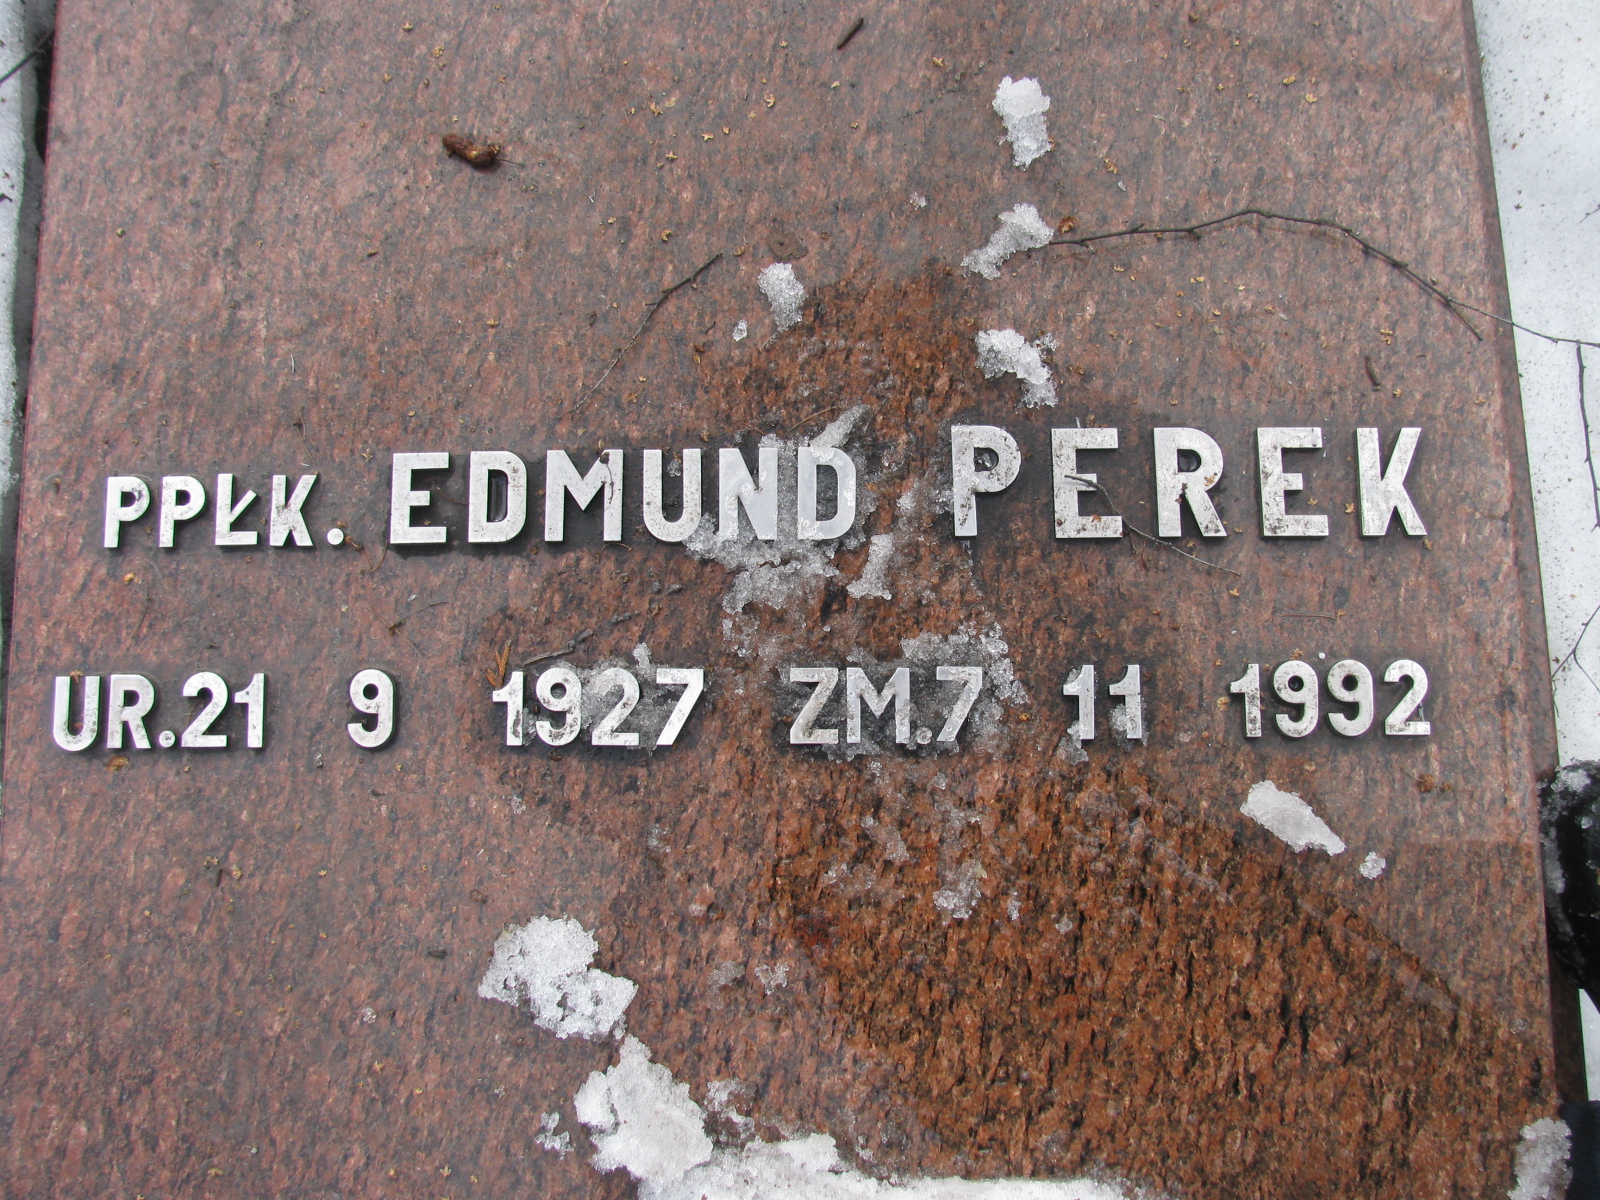 PPŁK. EDMUND PEREK
UR.21 9 1927 ZM.7 11 1992